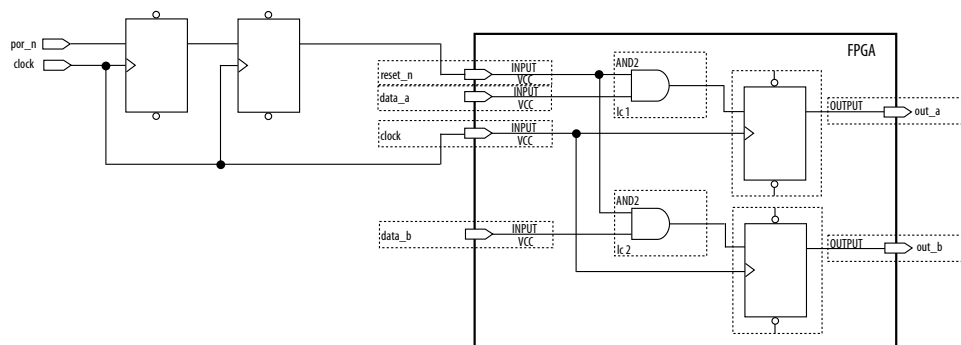 FPGA
por_n
clock
reset_n
INPUT
VCC
data_a
INPUT
VCC
clock
INPUT
VCC
AND2
lc 1
OUTPUT
out_a
data_b
INPUT
VCC
AND2
lc 2
OUTPUT
out_b